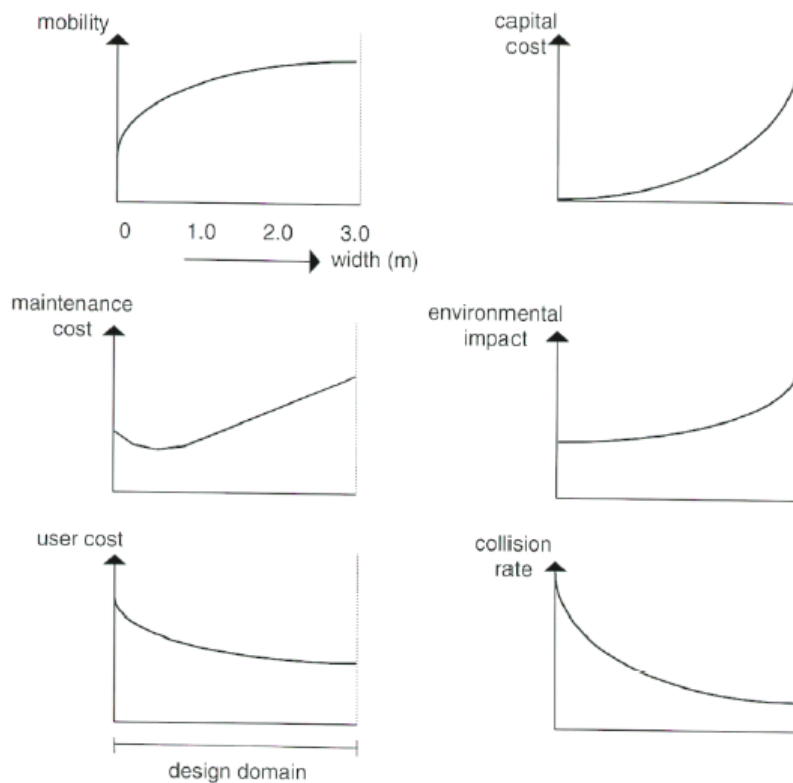 mobility
capital
cost
0 1.0 2.0 3.0
width (m)
maintenance
cost
environmental
impact
user cost
collision
rate
design domain